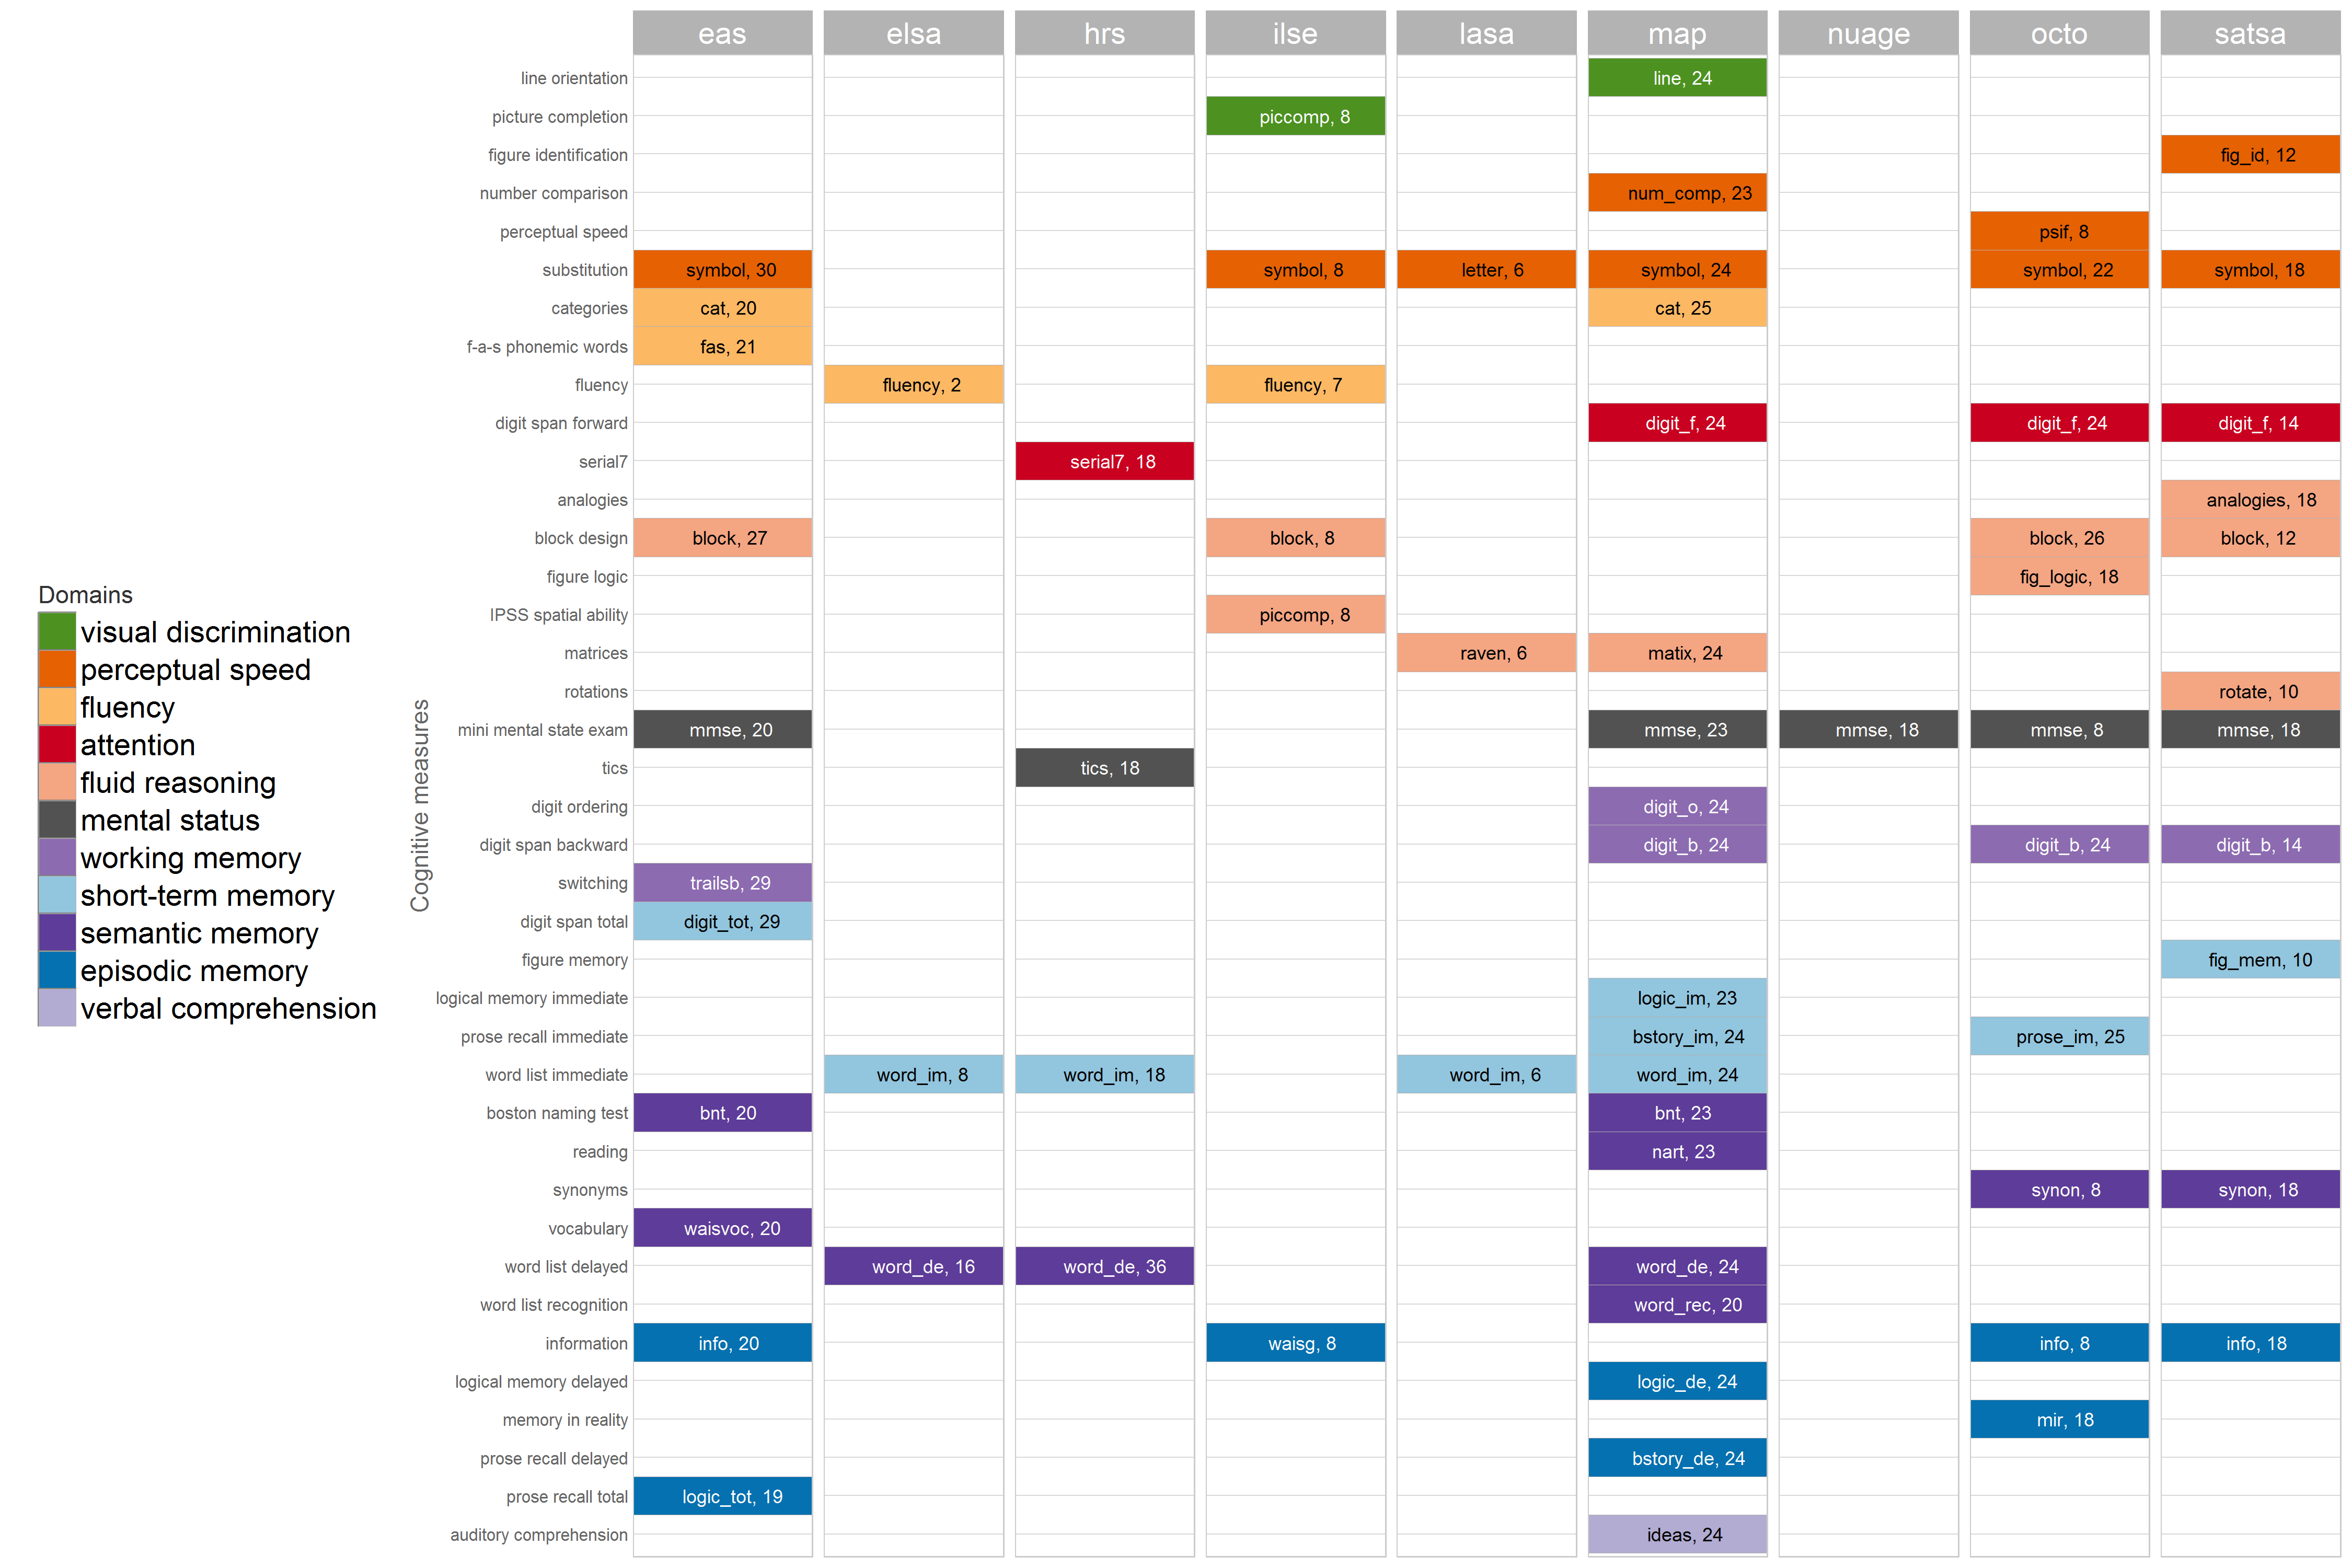 eas elsa hrs ilse lasa map nuage octo satsa
line orientation line, 24
picture completion piccomp, 8
figure identification fig_id, 12
number comparison num_comp, 23
perceptual speed psif, 8
substitution symbol, 30 symbol, 8 letter, 6 symbol, 24 symbol, 22 symbol, 18
categories cat, 20 cat, 25
f-a-s phonemic words fas, 21
fluency fluency, 2 fluency, 7
digit span forward digit_f, 24 digit_f, 24 digit_f, 14
serial7 serial7, 18
analogies analogies, 18
block design block, 27 block, 8 block, 26 block, 12
figure logic fig_logic, 18
IPSS spatial ability piccomp, 8
matrices raven, 6 matix, 24
rotations rotate, 10
mini mental state exam mmse, 20 mmse, 23 mmse, 18 mmse, 8 mmse, 18
tics tics, 18
digit ordering digit_o, 24
digit span backward digit_b, 24 digit_b, 24 digit_b, 14
switching trailsb, 29
digit span total digit_tot, 29
figure memory fig_mem, 10
logical memory immediate logic_im, 23
prose recall immediate bstory_im, 24 prose_im, 25
word list immediate word_im, 8 word_im, 18 word_im, 6 word_im, 24
boston naming test bnt, 20 bnt, 23
reading nart, 23
synonyms synon, 8 synon, 18
vocabulary waisvoc, 20
word list delayed word_de, 16 word_de, 36 word_de, 24
word list recognition word_rec, 20
information info, 20 waisg, 8 info, 8 info, 18
logical memory delayed logic_de, 24
memory in reality mir, 18
prose recall delayed bstory_de, 24
prose recall total logic_tot, 19
auditory comprehension ideas, 24
Cognitive measures
Domains
visual discrimination
perceptual speed
fluency
attention
fluid reasoning
mental status
working memory
short-term memory
semantic memory
episodic memory
verbal comprehension